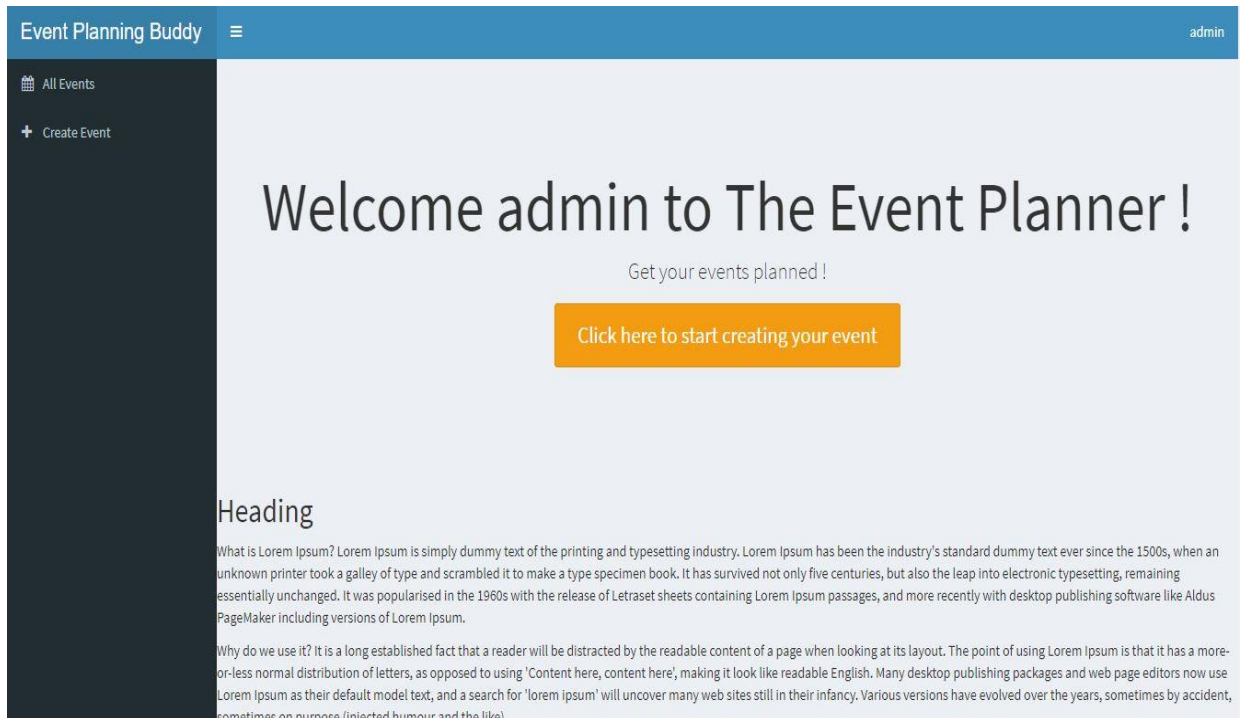 Event Planning Buddy
admin
All Events
Create Event
Welcome admin to The Event Planner !
Get your events planned !
Click here to start creating your event
Heading
What is Lorem Ipsum? Lorem Ipsum is simply dummy text of the printing and typesetting industry. Lorem Ipsum has been the industry's standard dummy text ever since the 1500s, when an
unknown printer took a galley of type and scrambled it to make a type specimen book. It has survived not only five centuries, but also the leap into electronic typesetting, remaining
essentially unchanged. It was popularised in the 1960s with the release of Letraset sheets containing Lorem Ipsum passages, and more recently with desktop publishing software like Aldus
PageMaker including versions of Lorem Ipsum.
Why do we use it? It is a long established fact that a reader will be distracted by the readable content of a page when looking at its layout. The point of using Lorem Ipsum is that it has a more-
or-less normal distribution of letters, as opposed to using 'Content here, content here', making it look like readable English. Many desktop publishing packages and web page editors now use
Lorem Ipsum as their default model text, and a search for 'lorem ipsum' will uncover many web sites still in their infancy. Various versions have evolved over the years, sometimes by accident,
sometimes on purpose (injected humour and the like)